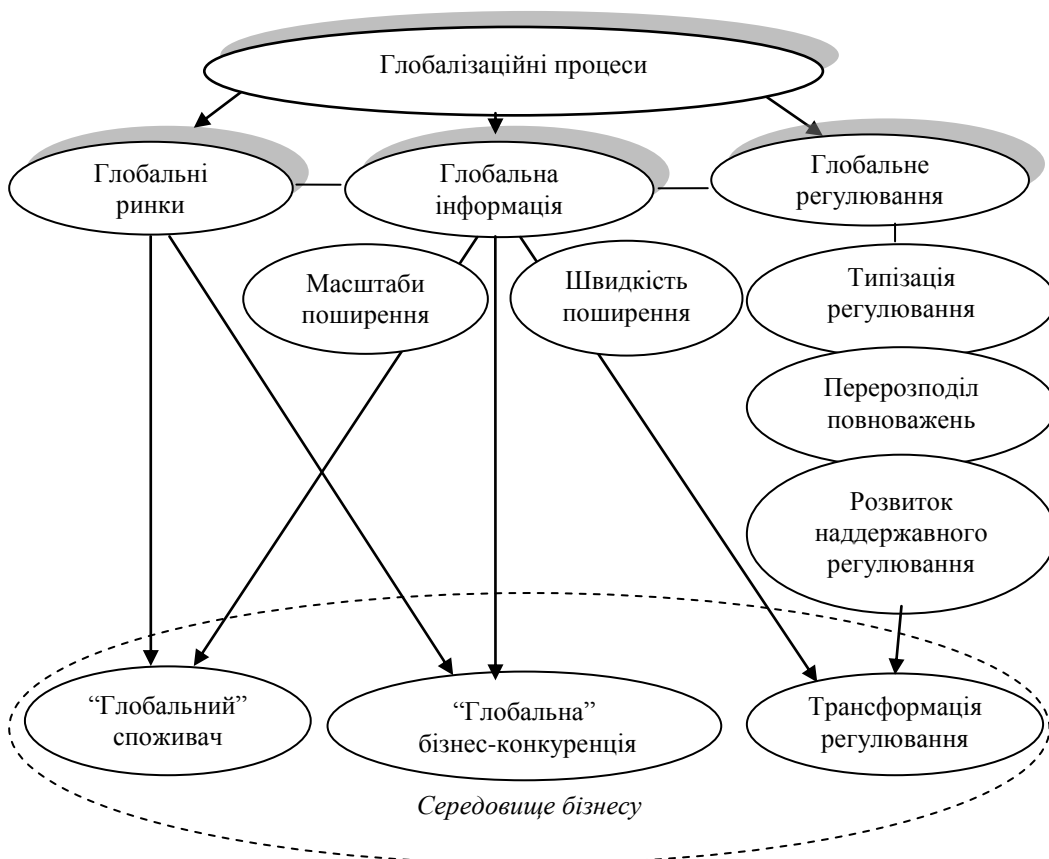 Глобалізаційні процеси
Глобальні
ринки
Глобальна
інформація
Глобальне
регулювання
Масштаби
поширення
Швидкість
поширення
Типізація
регулювання
Перерозподіл
повноважень
Розвиток
наддержавного
регулювання
“Глобальний”
споживач
“Глобальна”
бізнес-конкуренція
Трансформація
регулювання
Середовище бізнесу